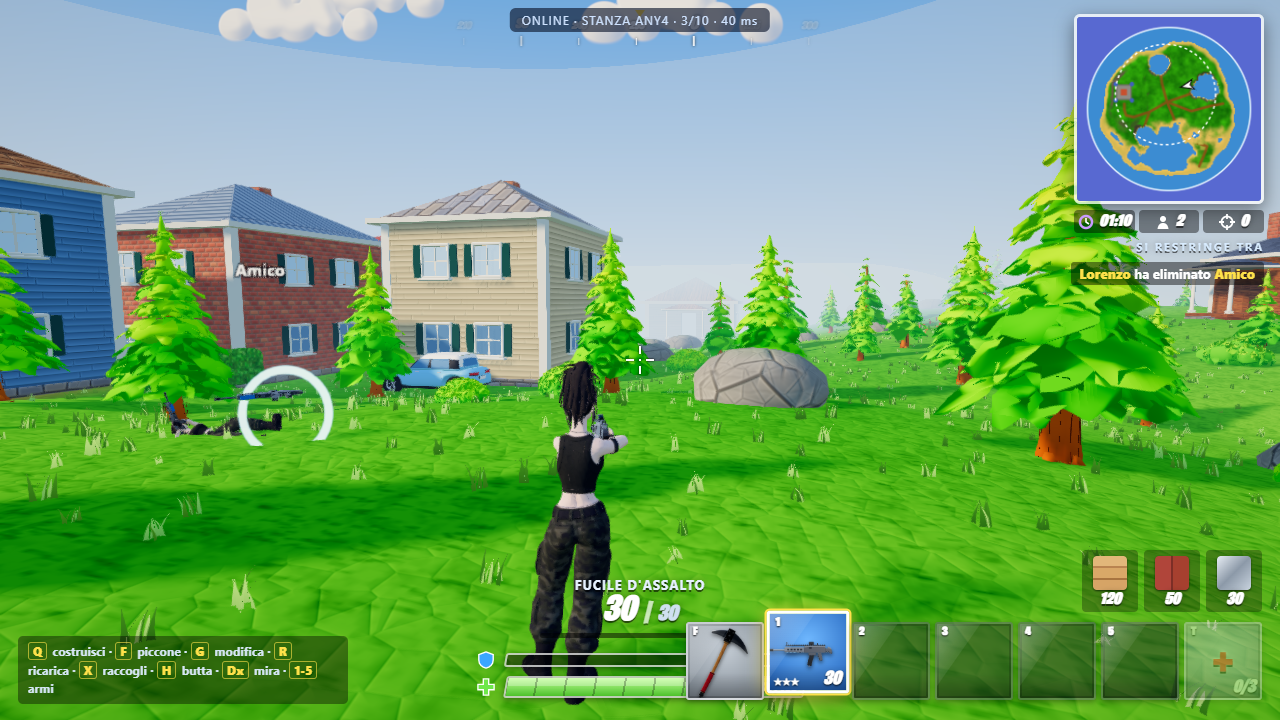 ONLINE · STANZA ANY4 · 3/10 · 40 ms
01:10
2
0
SI RESTRINGE TRA
Lorenzo ha eliminato Amico
Amico
120
50
30
FUCILE D'ASSALTO
30 / 30
Q costruisci · F piccone · G modifica · R
ricarica · X raccogli · H butta · Dx mira · 1-5
armi
F
1
30
2
3
4
5
T
0/3